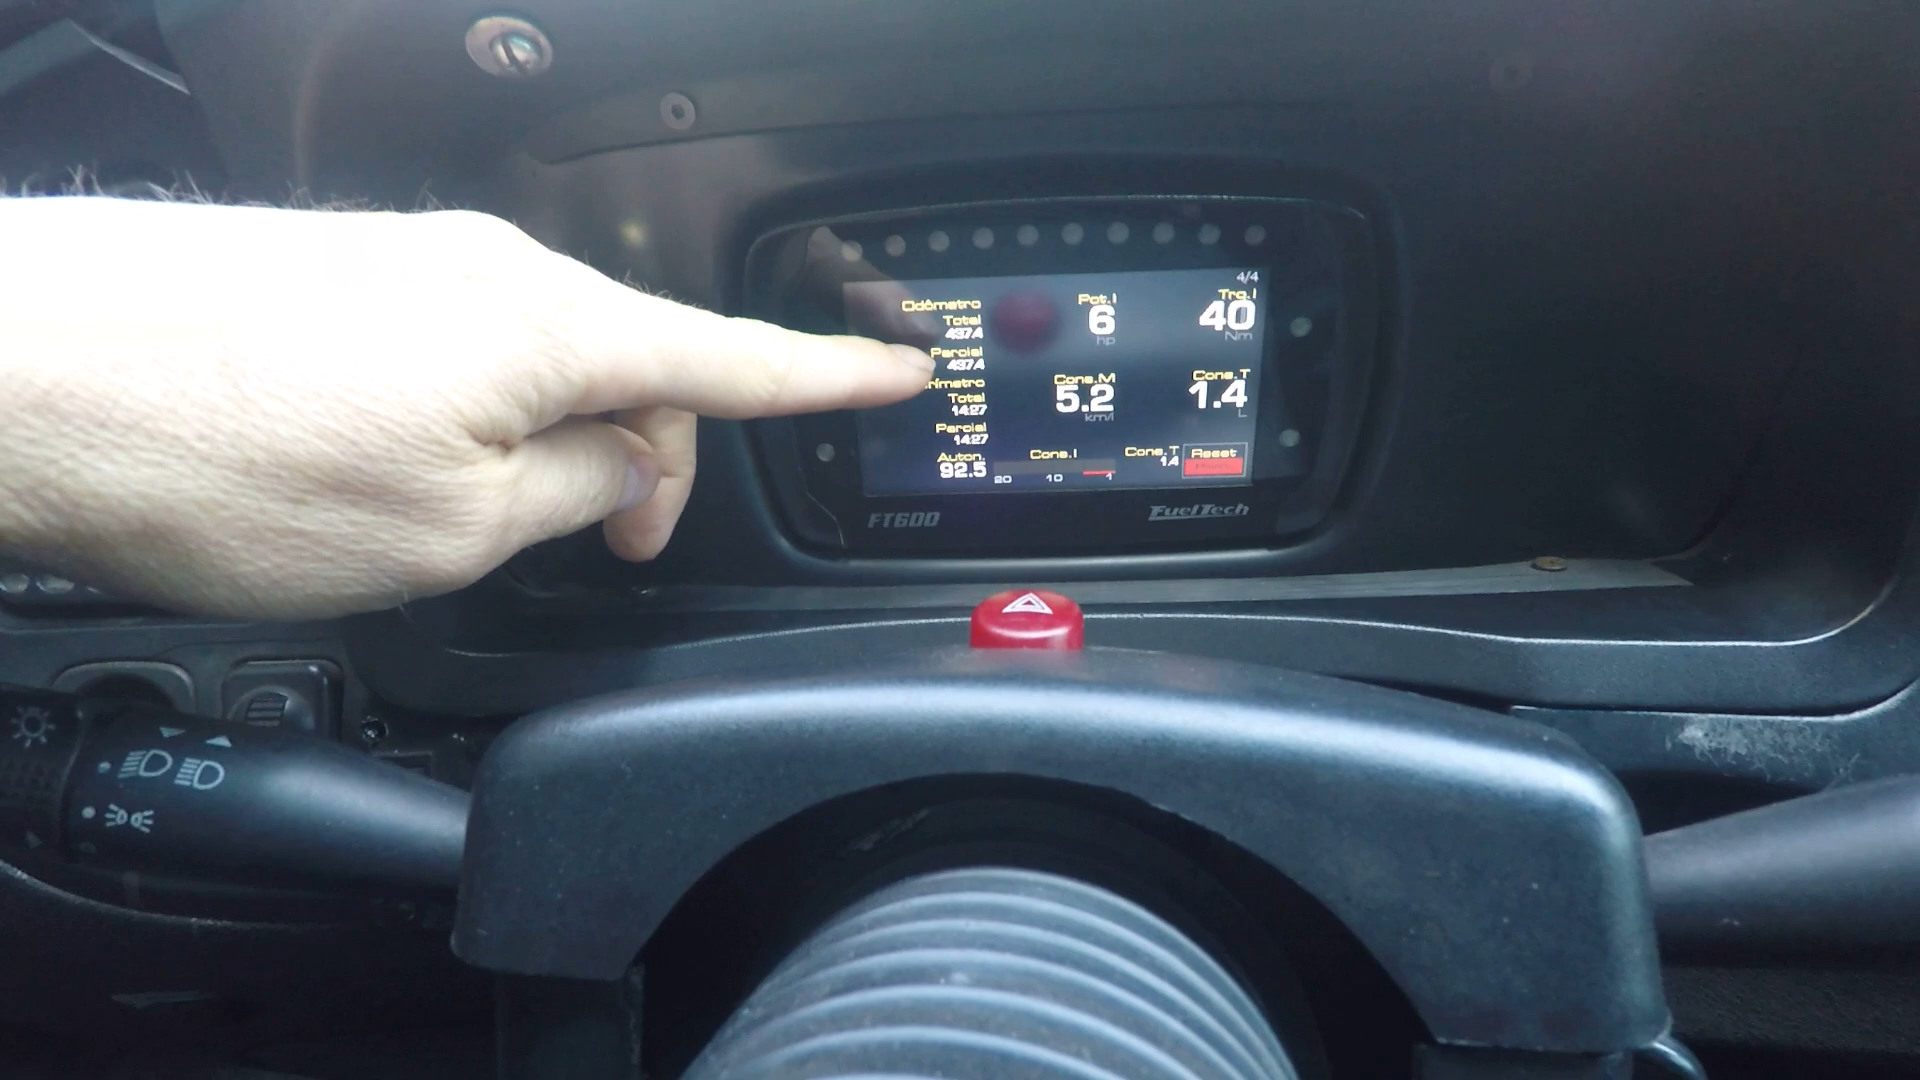 4/4
Odômetro
Total
437.4
Parcial
437.4
rímetro
Total
14:27
Parcial
14:27
Auton.
92.5
Pot.I
6
hp
Trq.I
40
Nm
Cons.M
5.2
km/l
Cons.T
1.4
L
Cons.I
20 10 1
Cons.T
1.4
Reset
FT600
FuelTech